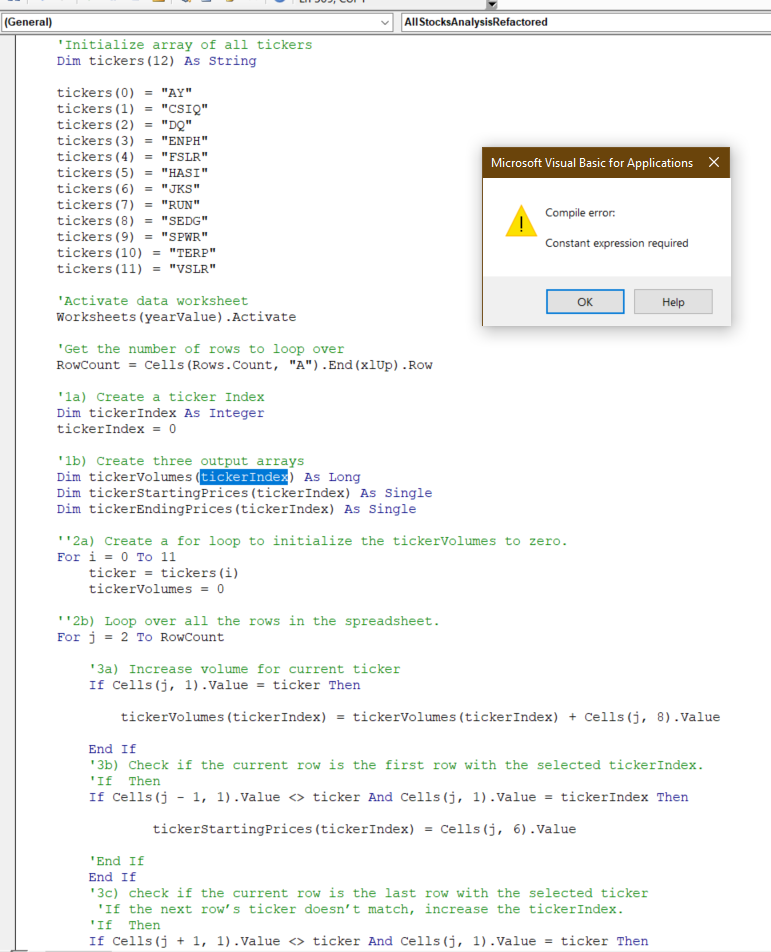 (General)
AllStocksAnalysisRefactored
'Initialize array of all tickers
Dim tickers(12) As String
tickers(0) = "AY"
tickers(1) = "CSIQ"
tickers(2) = "DQ"
tickers(3) = "ENPH"
tickers(4) = "FSLR"
tickers(5) = "HASI"
tickers(6) = "JKS"
tickers(7) = "RUN"
tickers(8) = "SEDG"
tickers(9) = "SPWR"
tickers(10) = "TERP"
tickers(11) = "VSLR"
Microsoft Visual Basic for Applications
Compile error:
Constant expression required
OK
Help
'Activate data worksheet
Worksheets(yearValue).Activate
'Get the number of rows to loop over
RowCount = Cells(Rows.Count, "A").End(xlUp).Row
'1a) Create a ticker Index
Dim tickerIndex As Integer
tickerIndex = 0
'1b) Create three output arrays
Dim tickerVolumes(tickerIndex) As Long
Dim tickerStartingPrices(tickerIndex) As Single
Dim tickerEndingPrices(tickerIndex) As Single
''2a) Create a for loop to initialize the tickerVolumes to zero.
For i = 0 To 11
ticker = tickers(i)
tickerVolumes = 0
''2b) Loop over all the rows in the spreadsheet.
For j = 2 To RowCount
'3a) Increase volume for current ticker
If Cells(j, 1).Value = ticker Then
tickerVolumes(tickerIndex) = tickerVolumes(tickerIndex) + Cells(j, 8).Value
End If
'3b) Check if the current row is the first row with the selected tickerIndex.
'If  Then
If Cells(j - 1, 1).Value <> ticker And Cells(j, 1).Value = tickerIndex Then
tickerStartingPrices(tickerIndex) = Cells(j, 6).Value
'End If
End If
'3c) check if the current row is the last row with the selected ticker
'If the next row’s ticker doesn’t match, increase the tickerIndex.
'If  Then
If Cells(j + 1, 1).Value <> ticker And Cells(j, 1).Value = ticker Then